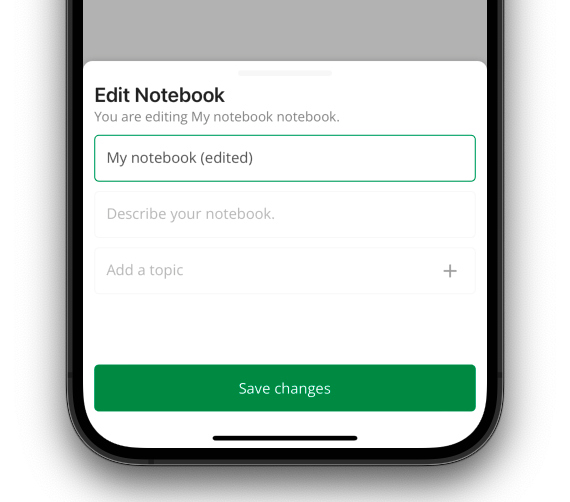 Edit Notebook
You are editing My notebook notebook.
My notebook (edited)
Describe your notebook.
Add a topic
Save changes